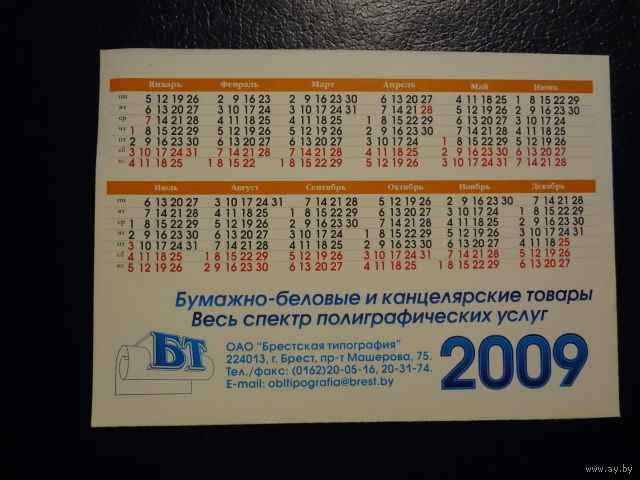 Январь Февраль Март Апрель Май Июнь
пн 5 12 19 26 2 9 16 23 2 9 16 23 30 6 13 20 27 4 11 18 25 1 8 15 22 29
вт 6 13 20 27 3 10 17 24 3 10 17 24 31 7 14 21 28 5 12 19 26 2 9 16 23 30
ср 7 14 21 28 4 11 18 25 4 11 18 25 1 8 15 22 29 6 13 20 27 3 10 17 24
чт 1 8 15 22 29 5 12 19 26 5 12 19 26 2 9 16 23 30 7 14 21 28 4 11 18 25
пт 2 9 16 23 30 6 13 20 27 6 13 20 27 3 10 17 24 1 8 15 22 29 5 12 19 26
сб 3 10 17 24 31 7 14 21 28 7 14 21 28 4 11 18 25 2 9 16 23 30 6 13 20 27
вс 4 11 18 25 1 8 15 22 1 8 15 22 29 5 12 19 26 3 10 17 24 31 7 14 21 28
Июль Август Сентябрь Октябрь Ноябрь Декабрь
пн 6 13 20 27 3 10 17 24 31 7 14 21 28 5 12 19 26 2 9 16 23 30 7 14 21 28
вт 7 14 21 28 4 11 18 25 1 8 15 22 29 6 13 20 27 3 10 17 24 1 8 15 22 29
ср 1 8 15 22 29 5 12 19 26 2 9 16 23 30 7 14 21 28 4 11 18 25 2 9 16 23 30
чт 2 9 16 23 30 6 13 20 27 3 10 17 24 1 8 15 22 29 5 12 19 26 3 10 17 24 31
пт 3 10 17 24 31 7 14 21 28 4 11 18 25 2 9 16 23 30 6 13 20 27 4 11 18 25
сб 4 11 18 25 1 8 15 22 29 5 12 19 26 3 10 17 24 31 7 14 21 28 5 12 19 26
вс 5 12 19 26 2 9 16 23 30 6 13 20 27 4 11 18 25 1 8 15 22 29 6 13 20 27
Бумажно-беловые и канцелярские товары
Весь спектр полиграфических услуг
БТ
ОАО "Брестская типография"
224013, г. Брест, пр-т Машерова, 75.
Тел./факс: (0162)20-05-16, 20-31-74.
E-mail: obltipografia@brest.by
2009
www.ay.by